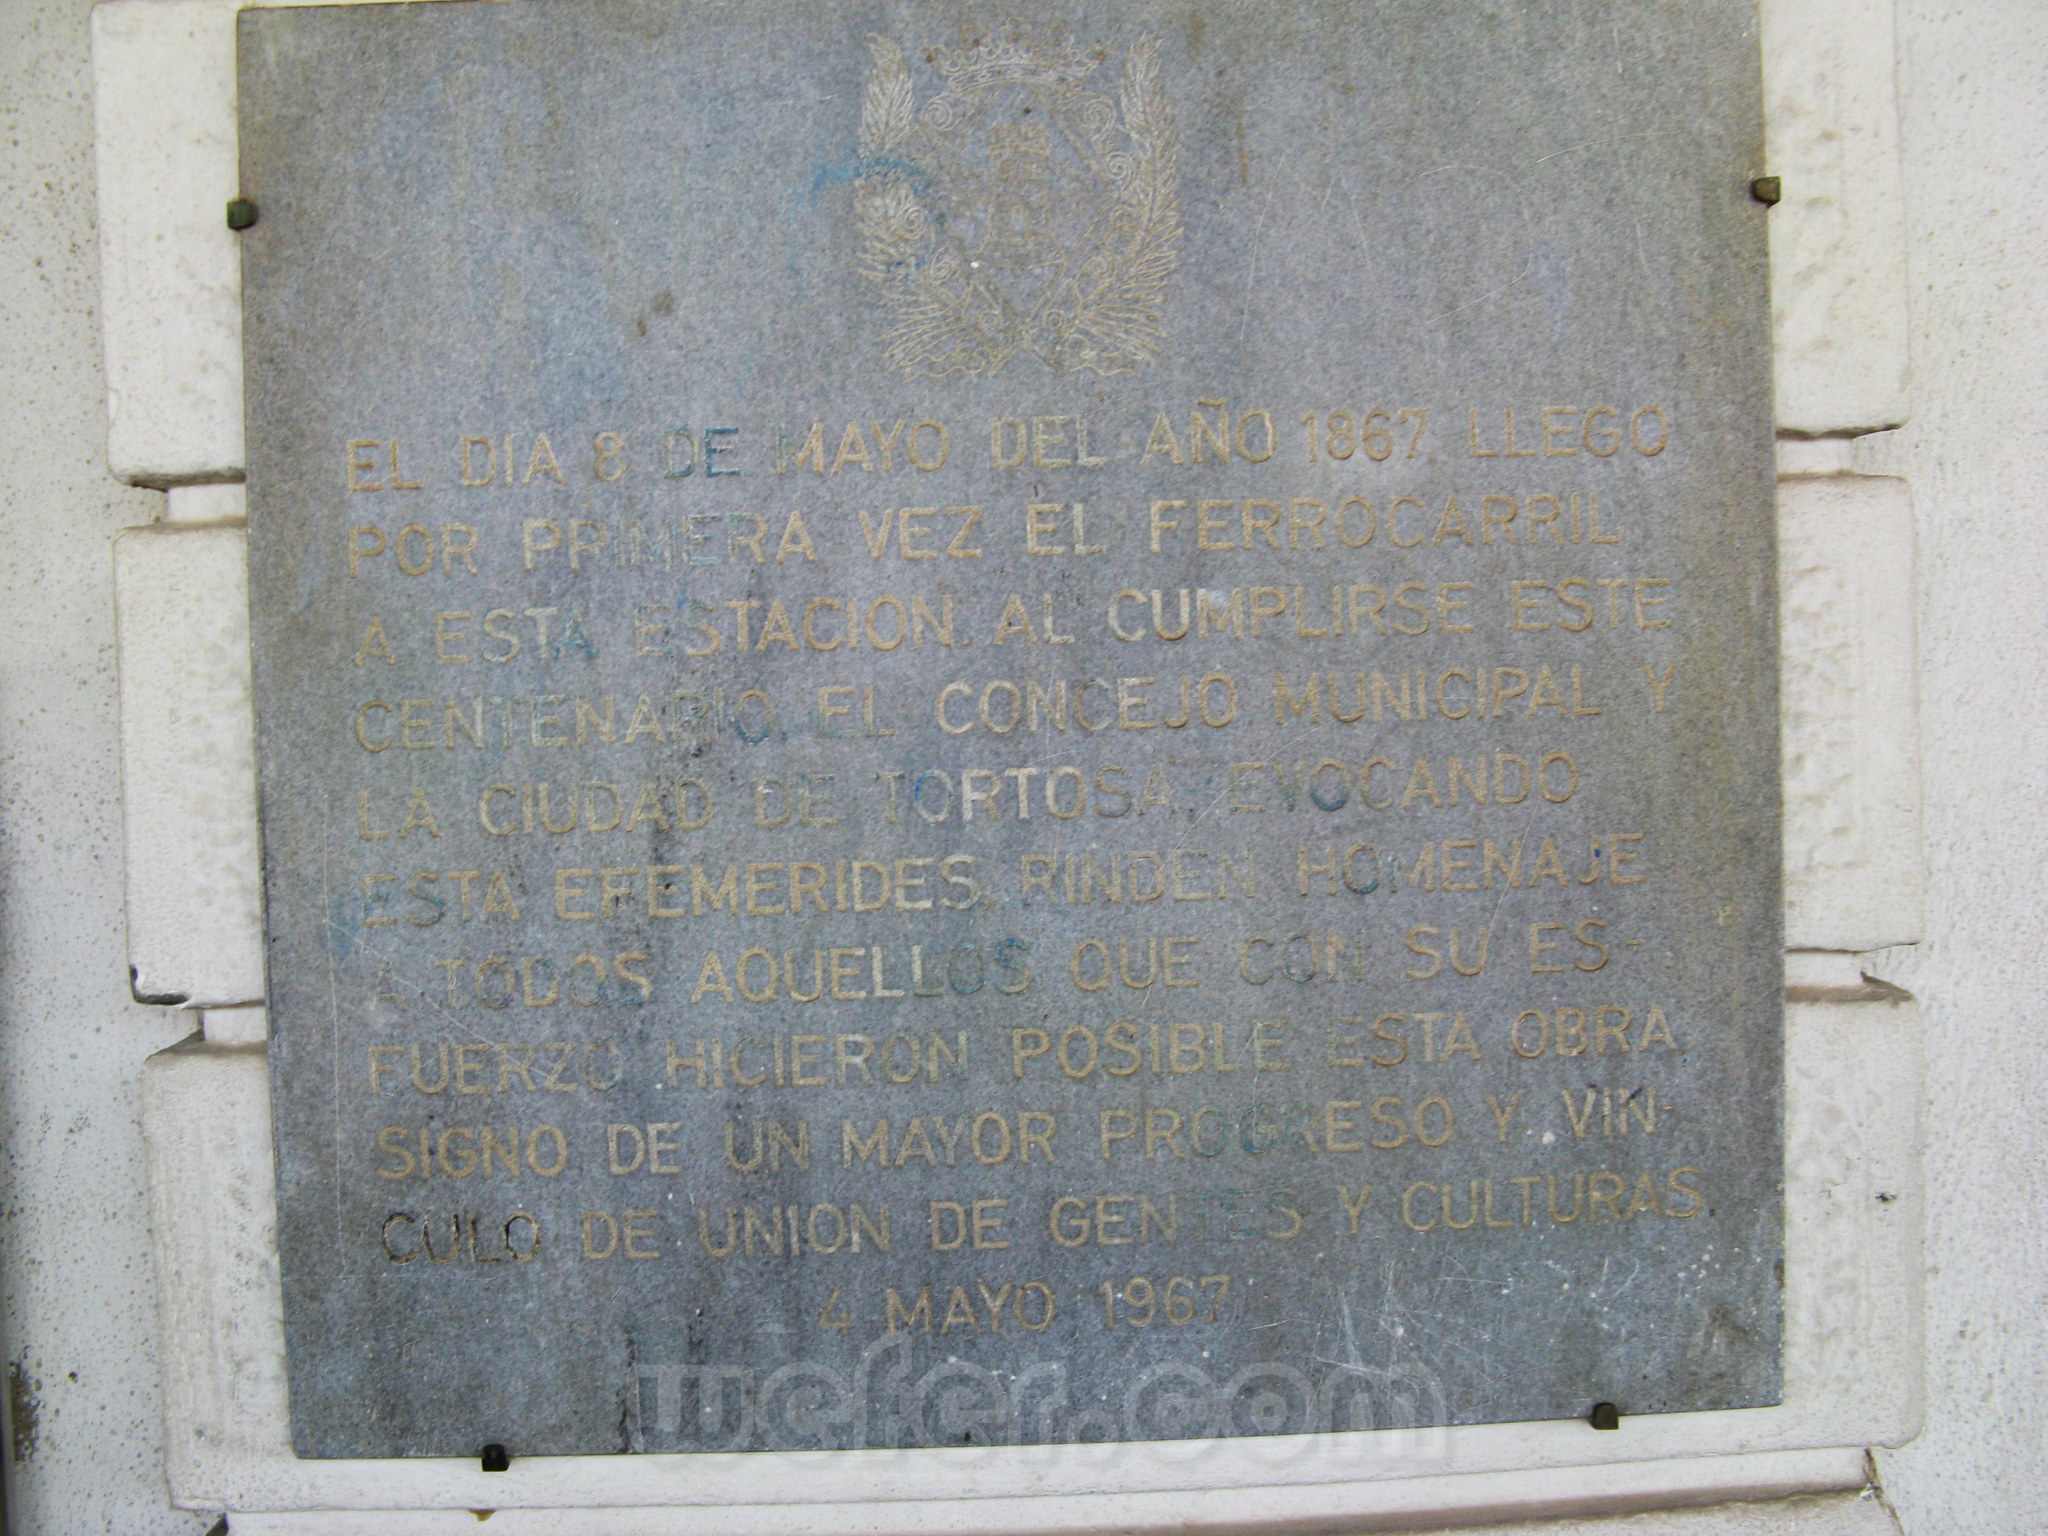 EL DIA 8 DE MAYO DEL AÑO 1867, LLEGO
POR PRIMERA VEZ EL FERROCARRIL
A ESTA ESTACION. AL CUMPLIRSE ESTE
CENTENARIO, EL CONCEJO MUNICIPAL Y
LA CIUDAD DE TORTOSA, EVOCANDO
ESTA EFEMERIDES, RINDEN HOMENAJE
A TODOS AQUELLOS QUE CON SU ES-
FUERZO HICIERON POSIBLE ESTA OBRA
SIGNO DE UN MAYOR PROGRESO Y VIN-
CULO DE UNION DE GENTES Y CULTURAS
4 MAYO 1967
wefer.com